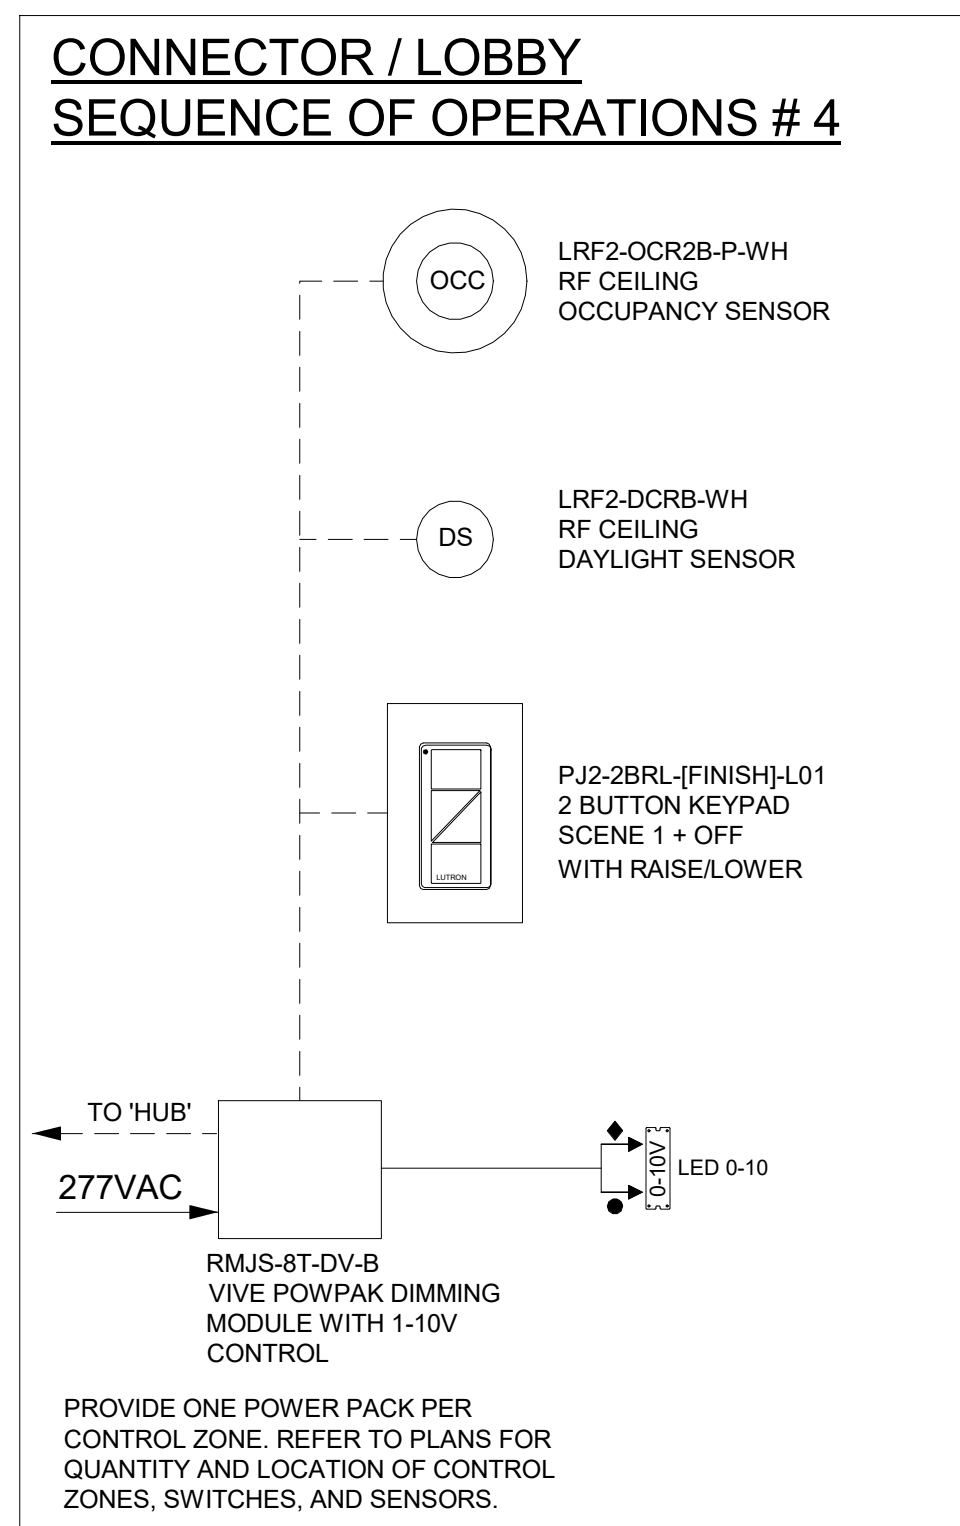 CONNECTOR / LOBBY
SEQUENCE OF OPERATIONS # 4
OCC
LRF2-OCR2B-P-WH
RF CEILING
OCCUPANCY SENSOR
DS
LRF2-DCRB-WH
RF CEILING
DAYLIGHT SENSOR
LUTRON
PJ2-2BRL-[FINISH]-L01
2 BUTTON KEYPAD
SCENE 1 + OFF
WITH RAISE/LOWER
TO 'HUB'
277VAC
0-10V
LED 0-10
RMJS-8T-DV-B
VIVE POWPAK DIMMING
MODULE WITH 1-10V
CONTROL
PROVIDE ONE POWER PACK PER
CONTROL ZONE. REFER TO PLANS FOR
QUANTITY AND LOCATION OF CONTROL
ZONES, SWITCHES, AND SENSORS.